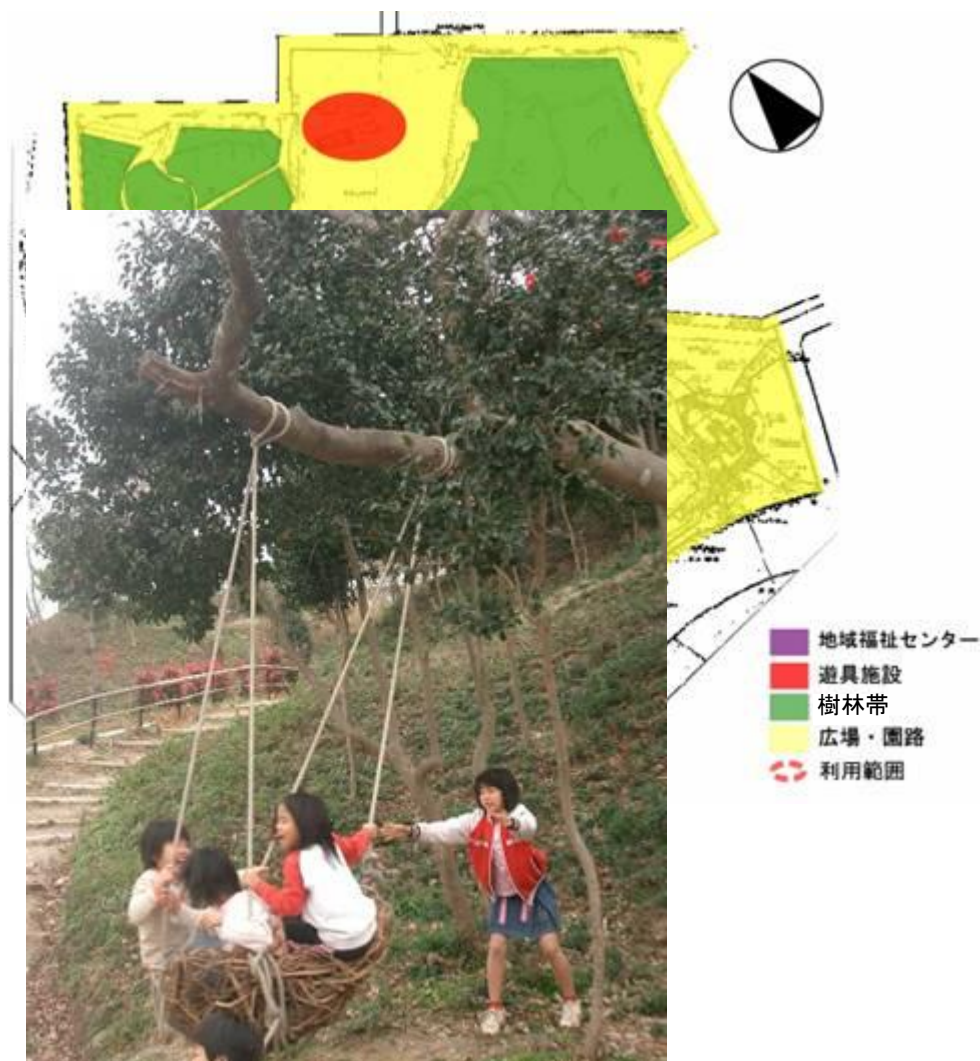 地域福祉センター
遊具施設
樹林帯
広場・園路
利用範囲